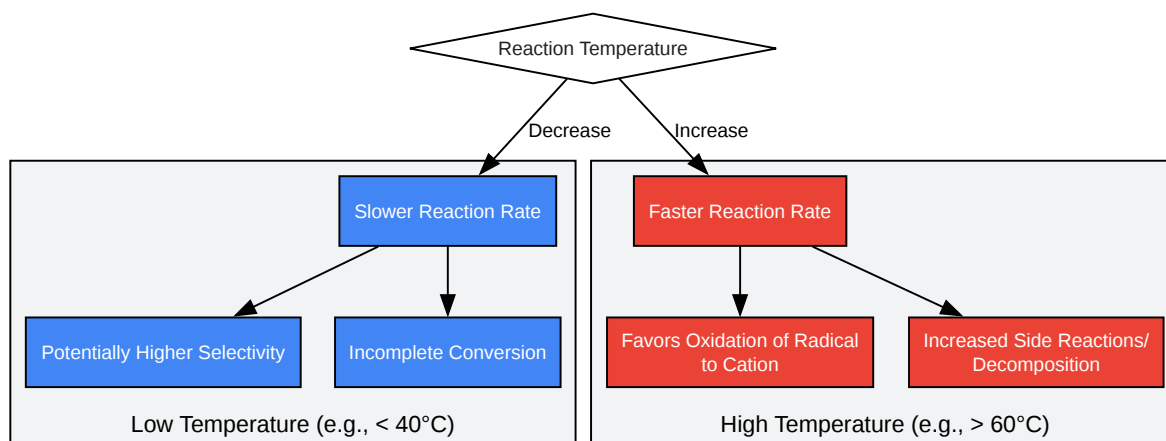 Reaction Temperature
Decrease
Increase
Slower Reaction Rate
Faster Reaction Rate
Potentially Higher Selectivity
Incomplete Conversion
Favors Oxidation of Radical
to Cation
Increased Side Reactions/
Decomposition
Low Temperature (e.g., < 40°C)
High Temperature (e.g., > 60°C)